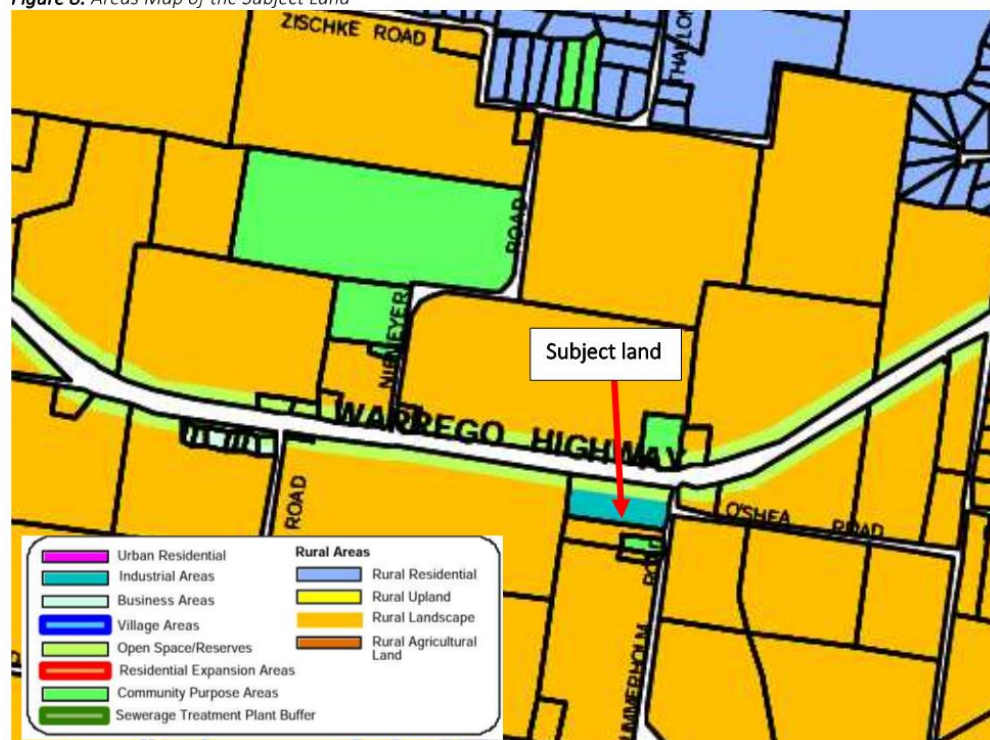 Figure 8: Areas Map of the Subject Land
ZISCHKE ROAD
ROAD
NIEMEYER
Subject land
WARREGO HIGHWAY
O'SHEA ROAD
ROAD
Urban Residential
Industrial Areas
Business Areas
Village Areas
Open Space/Reserves
Residential Expansion Areas
Community Purpose Areas
Sewerage Treatment Plant Buffer
Rural Areas
Rural Residential
Rural Upland
Rural Landscape
Rural Agricultural
Land